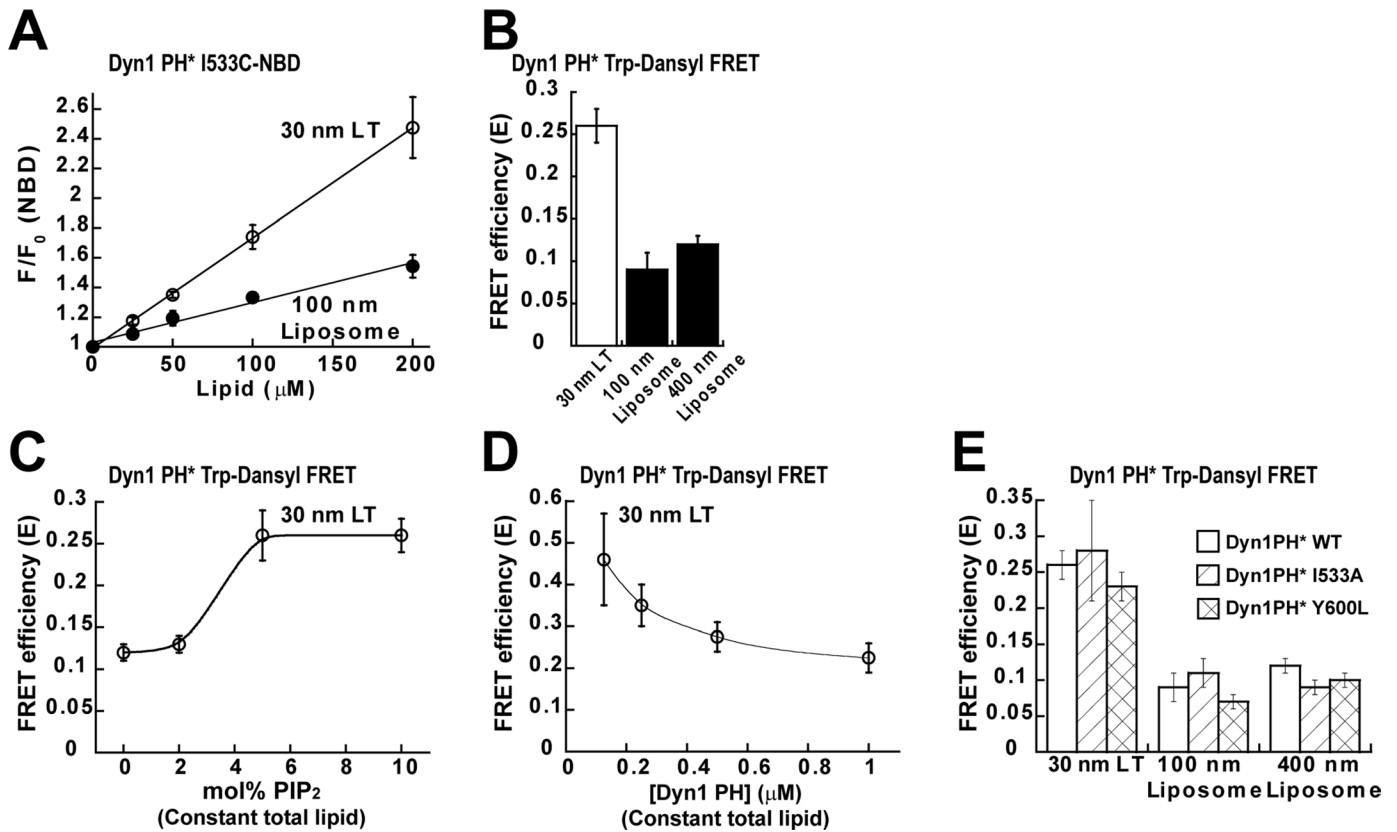 A
Dyn1 PH* I533C-NBD
F/F0 (NBD)
2.6
2.4
2.2
1.8
1.6
1.4
1.2
1
30 nm LT
100 nm
Liposome
0
50
100
150
200
Lipid (μM)
B
Dyn1 PH* Trp-Dansyl FRET
FRET efficiency (E)
0.3
0.25
0.2
0.15
0.1
0.05
0
30 nm LT
100 nm
Liposome
400 nm
Liposome
C
Dyn1 PH* Trp-Dansyl FRET
FRET efficiency (E)
0.3
0.25
0.2
0.15
0.1
0.05
0
30 nm LT
0
2
4
6
8
10
mol% PIP2
(Constant total lipid)
D
Dyn1 PH* Trp-Dansyl FRET
FRET efficiency (E)
0.6
0.5
0.4
0.3
0.2
0.1
0
30 nm LT
0
0.2
0.4
0.6
0.8
1
[Dyn1 PH] (μM)
(Constant total lipid)
E
Dyn1 PH* Trp-Dansyl FRET
FRET efficiency (E)
0.35
0.3
0.25
0.2
0.15
0.1
0.05
0
Dyn1PH* WT
Dyn1PH* I533A
Dyn1PH* Y600L
30 nm LT
100 nm
Liposome
400 nm
Liposome